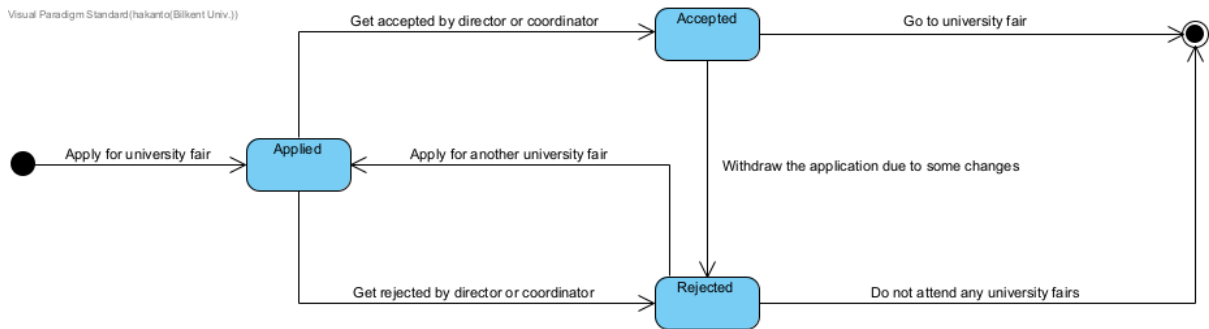 Visual Paradigm Standard(hakanto(Bilkent Univ.))
Get accepted by director or coordinator
Accepted
Go to university fair
Apply for university fair
Applied
Apply for another university fair
Withdraw the application due to some changes
Get rejected by director or coordinator
Rejected
Do not attend any university fairs